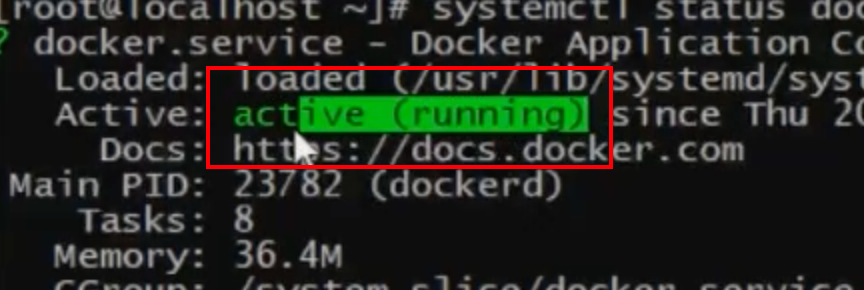 [root@localhost ~]# systemctl status doc
? docker.service - Docker Application Co
Loaded: loaded (/usr/lib/systemd/syst
Active: active (running) since Thu 20
Docs: https://docs.docker.com
Main PID: 23782 (dockerd)
Tasks: 8
Memory: 36.4M
CGroup: /system.slice/docker.service